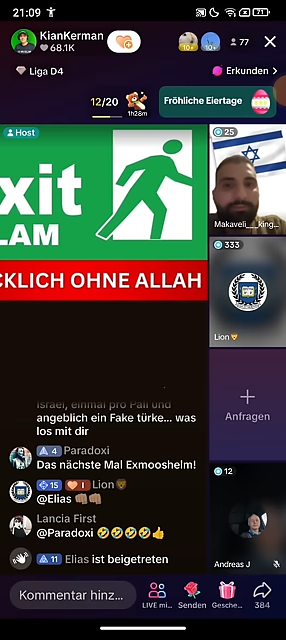 21:09
71
KianKerman
68.1K
10+
10+
77
Liga D4
Erkunden
12/20
1h28m
Fröhliche Eiertage
Host
xit
LAM
CKLICH OHNE ALLAH
25
Makaveli___king...
333
Lion🦁
Anfragen
12
Andreas J
Israel, einmal pro Pali und
angeblich ein Fake türke... was
los mit dir
4 Paradoxi
Das nächste Mal Exmooshelm!
15 1 Lion🦁
@Elias 👊🏽👊🏽
Lancia First
@Paradoxi 🤣🤣🤣🤣👍
11 Elias ist beigetreten
Kommentar hinz...
LIVE mi...
Senden
Gesche...
384